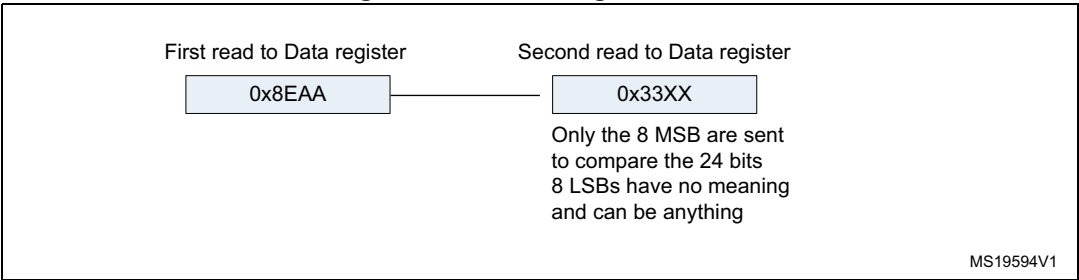 First read to Data register Second read to Data register
0x8EAA 0x33XX
Only the 8 MSB are sent
to compare the 24 bits
8 LSBs have no meaning
and can be anything
MS19594V1